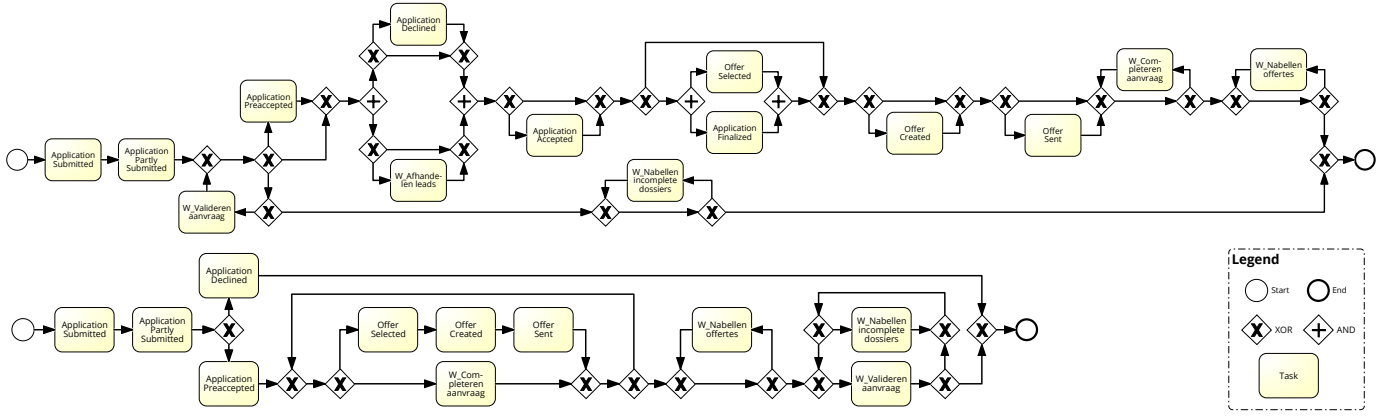 Application
Declined
Application
Preaccepted
Application
Submitted
Application
Partly
Submitted
W_Valideren
aanvraag
W_Afhande-
len leads
Application
Accepted
Offer
Selected
Application
Finalized
W_Nabellen
incomplete
dossiers
Offer
Created
Offer
Sent
W_Com-
pleteren
aanvraag
W_Nabellen
offertes
Application
Submitted
Application
Partly
Submitted
Application
Declined
Application
Preaccepted
Offer
Selected
Offer
Created
Offer
Sent
W_Com-
pleteren
aanvraag
W_Nabellen
offertes
W_Nabellen
incomplete
dossiers
W_Valideren
aanvraag
Legend
Start
End
XOR
AND
Task